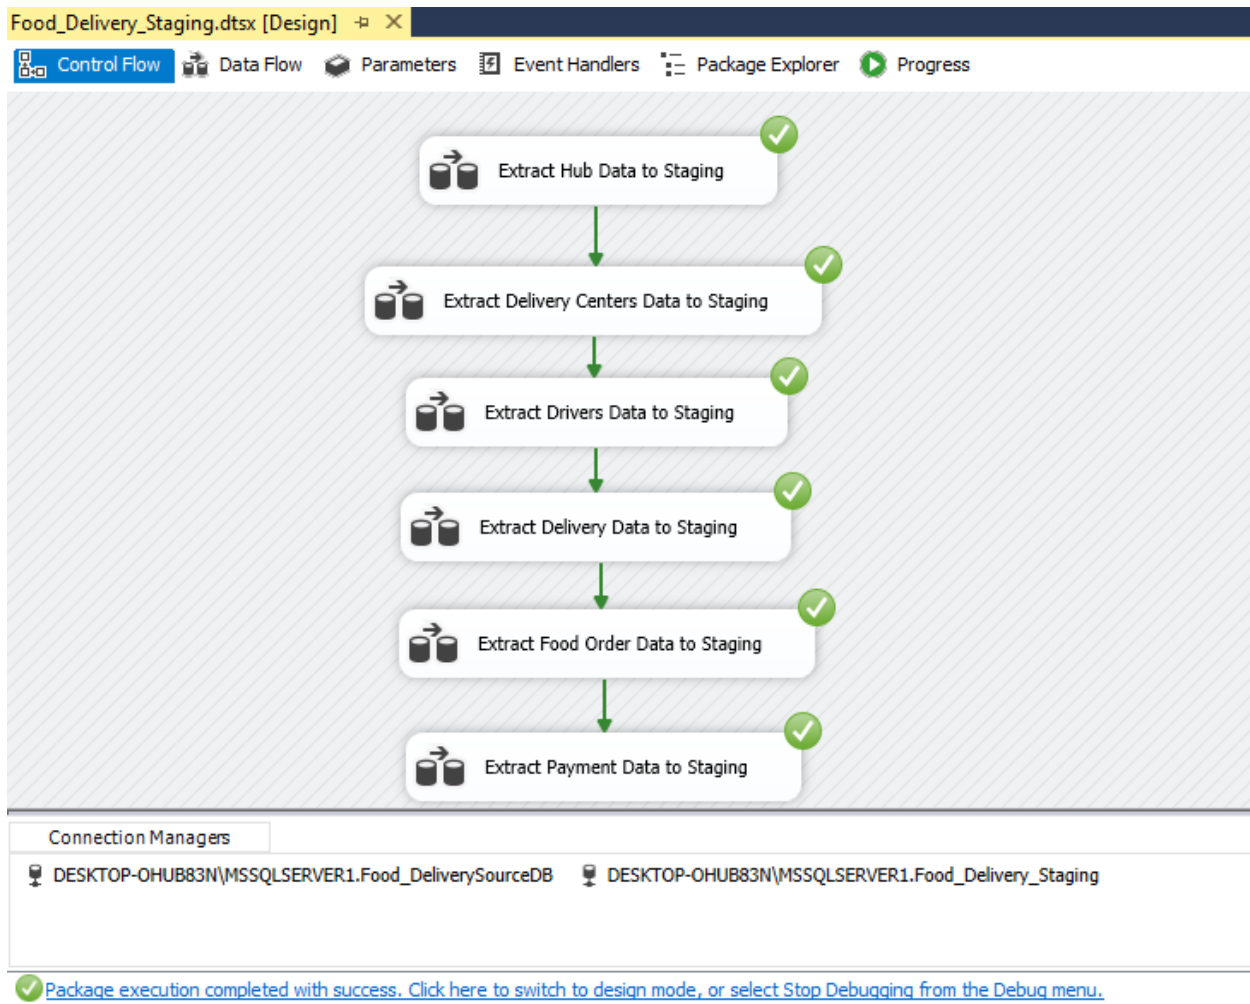 Food_Delivery_Staging.dtsx [Design]
Control Flow Data Flow Parameters Event Handlers Package Explorer Progress
Extract Hub Data to Staging
Extract Delivery Centers Data to Staging
Extract Drivers Data to Staging
Extract Delivery Data to Staging
Extract Food Order Data to Staging
Extract Payment Data to Staging
Connection Managers
DESKTOP-OHUB83N\MSSQLSERVER1.Food_DeliverySourceDB DESKTOP-OHUB83N\MSSQLSERVER1.Food_Delivery_Staging
Package execution completed with success. Click here to switch to design mode, or select Stop Debugging from the Debug menu.